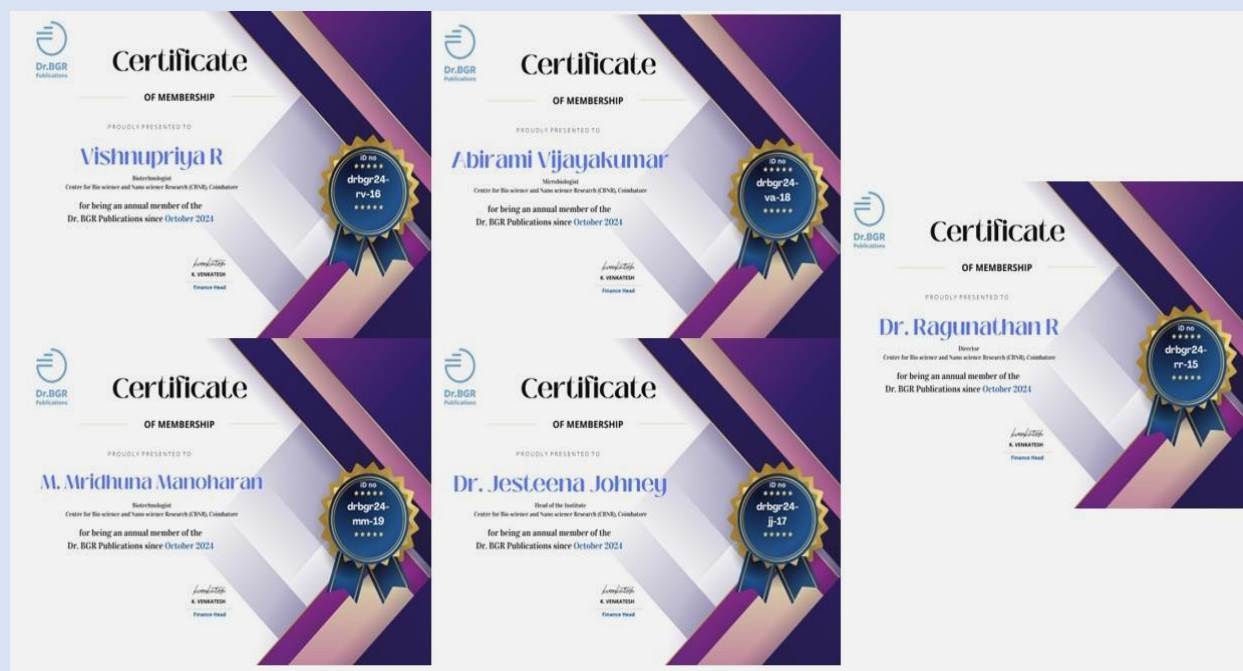 Dr.BGR
Publications
Certificate
OF MEMBERSHIP
PROUDLY PRESENTED TO
Vishnupriya R
Biotechnologist
Centre for Bio science and Nano science Research (CBNR), Coimbatore
for being an annual member of the
Dr. BGR Publications since October 2024
K. VENKATESH
Finance Head
iD no
drbgr24-
rv-16
Dr.BGR
Publications
Certificate
OF MEMBERSHIP
PROUDLY PRESENTED TO
Abirami Vijayakumar
Microbiologist
Centre for Bio science and Nano science Research (CBNR), Coimbatore
for being an annual member of the
Dr. BGR Publications since October 2024
K. VENKATESH
Finance Head
iD no
drbgr24-
va-18
Dr.BGR
Publications
Certificate
OF MEMBERSHIP
PROUDLY PRESENTED TO
Dr. Ragunathan R
Director
Centre for Bio science and Nano science Research (CBNR), Coimbatore
for being an annual member of the
Dr. BGR Publications since October 2024
K. VENKATESH
Finance Head
iD no
drbgr24-
rr-15
Dr.BGR
Publications
Certificate
OF MEMBERSHIP
PROUDLY PRESENTED TO
M. Mridhuna Manoharan
Biotechnologist
Centre for Bio science and Nano science Research (CBNR), Coimbatore
for being an annual member of the
Dr. BGR Publications since October 2024
K. VENKATESH
Finance Head
iD no
drbgr24-
mm-19
Dr.BGR
Publications
Certificate
OF MEMBERSHIP
PROUDLY PRESENTED TO
Dr. Jesteena Johney
Head of the Institute
Centre for Bio science and Nano science Research (CBNR), Coimbatore
for being an annual member of the
Dr. BGR Publications since October 2024
K. VENKATESH
Finance Head
iD no
drbgr24-
jj-17